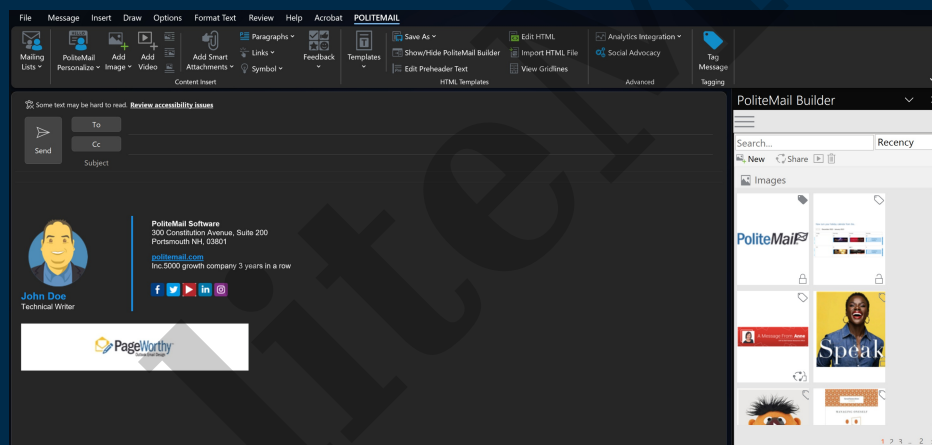 File Message Insert Draw Options Format Text Review Help Acrobat POLITEMAIL
Mailing Lists
PoliteMail Personalize
Add Image
Add Video
Add Smart Attachments
Paragraphs
Links
Symbol
Feedback
Templates
Save As
Show/Hide PoliteMail Builder
Edit Preheader Text
Edit HTML
Import HTML File
View Gridlines
Analytics Integration
Social Advocacy
Tag Message
Content Insert
HTML Templates
Advanced
Tagging
Some text may be hard to read. Review accessibility issues
Send
To
Cc
Subject
PoliteMail Software
300 Constitution Avenue, Suite 200
Portsmouth NH, 03801
politemail.com
Inc.5000 growth company 3 years in a row
John Doe
Technical Writer
PageWorthy
PoliteMail Builder
Search...
Recency
New Share
Images
PoliteMail
A Message From Anne
Speak
1 2 3 .. 2